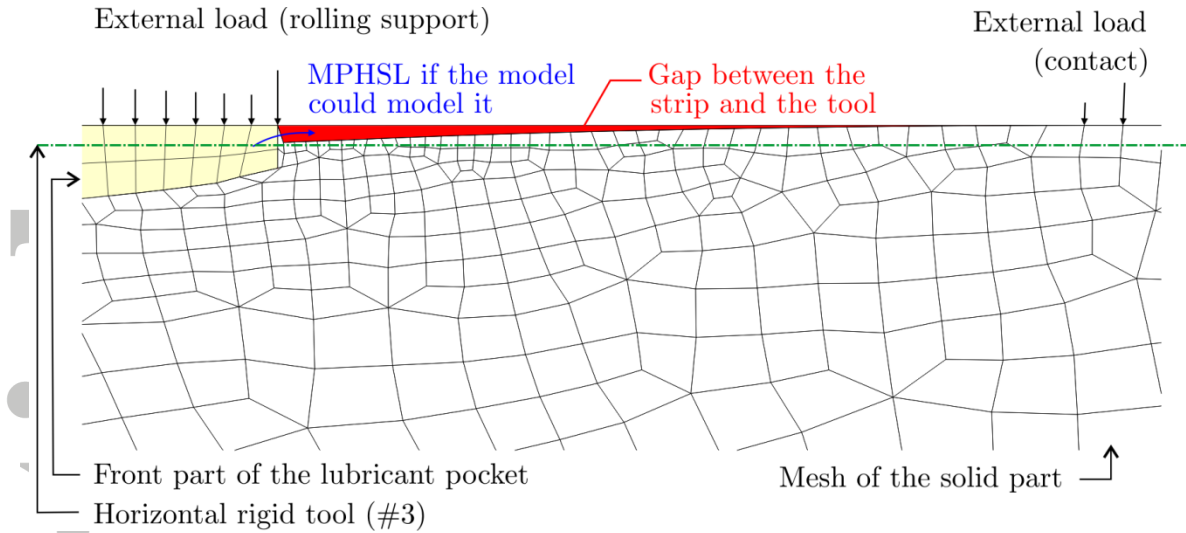 External load (rolling support)
External load
(contact)
MPHSL if the model
could model it
Gap between the
strip and the tool
Front part of the lubricant pocket
Mesh of the solid part
Horizontal rigid tool (#3)